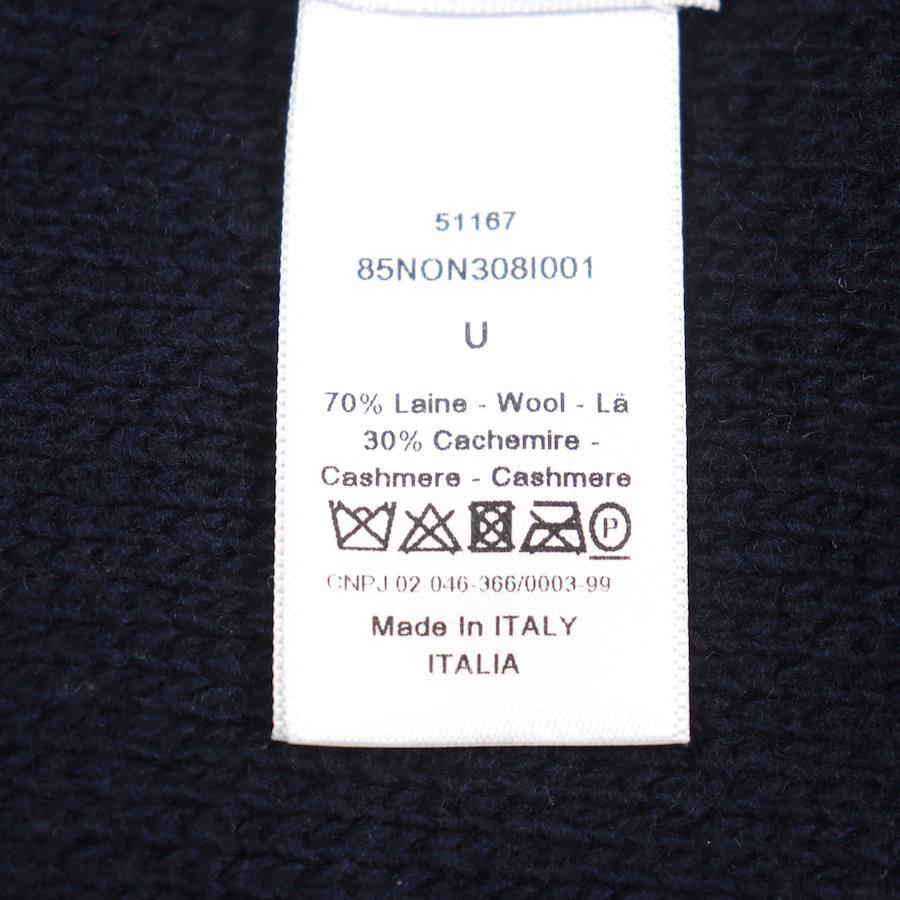 51167
85NON308I001
U
70% Laine - Wool - Lä
30% Cachemire -
Cashmere - Cashmere
P
CNPJ 02-046-366/0003-99
Made In ITALY
ITALIA